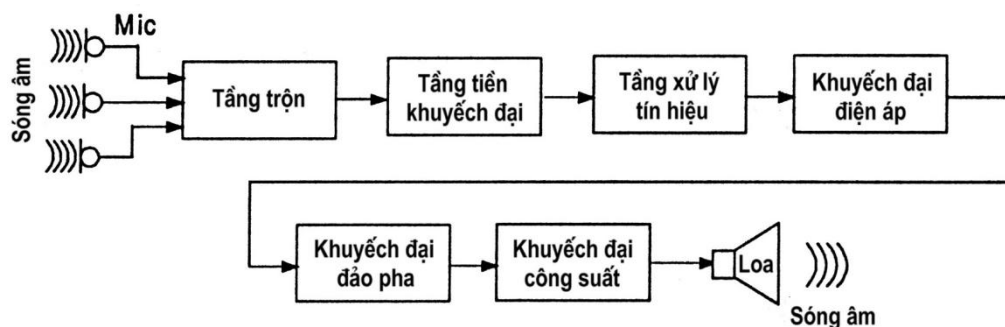 Mic
Sóng âm
Tầng trộn
Tầng tiền
khuyếch đại
Tầng xử lý
tín hiệu
Khuyếch đại
điện áp
Khuyếch đại
đảo pha
Khuyếch đại
công suất
Loa
Sóng âm